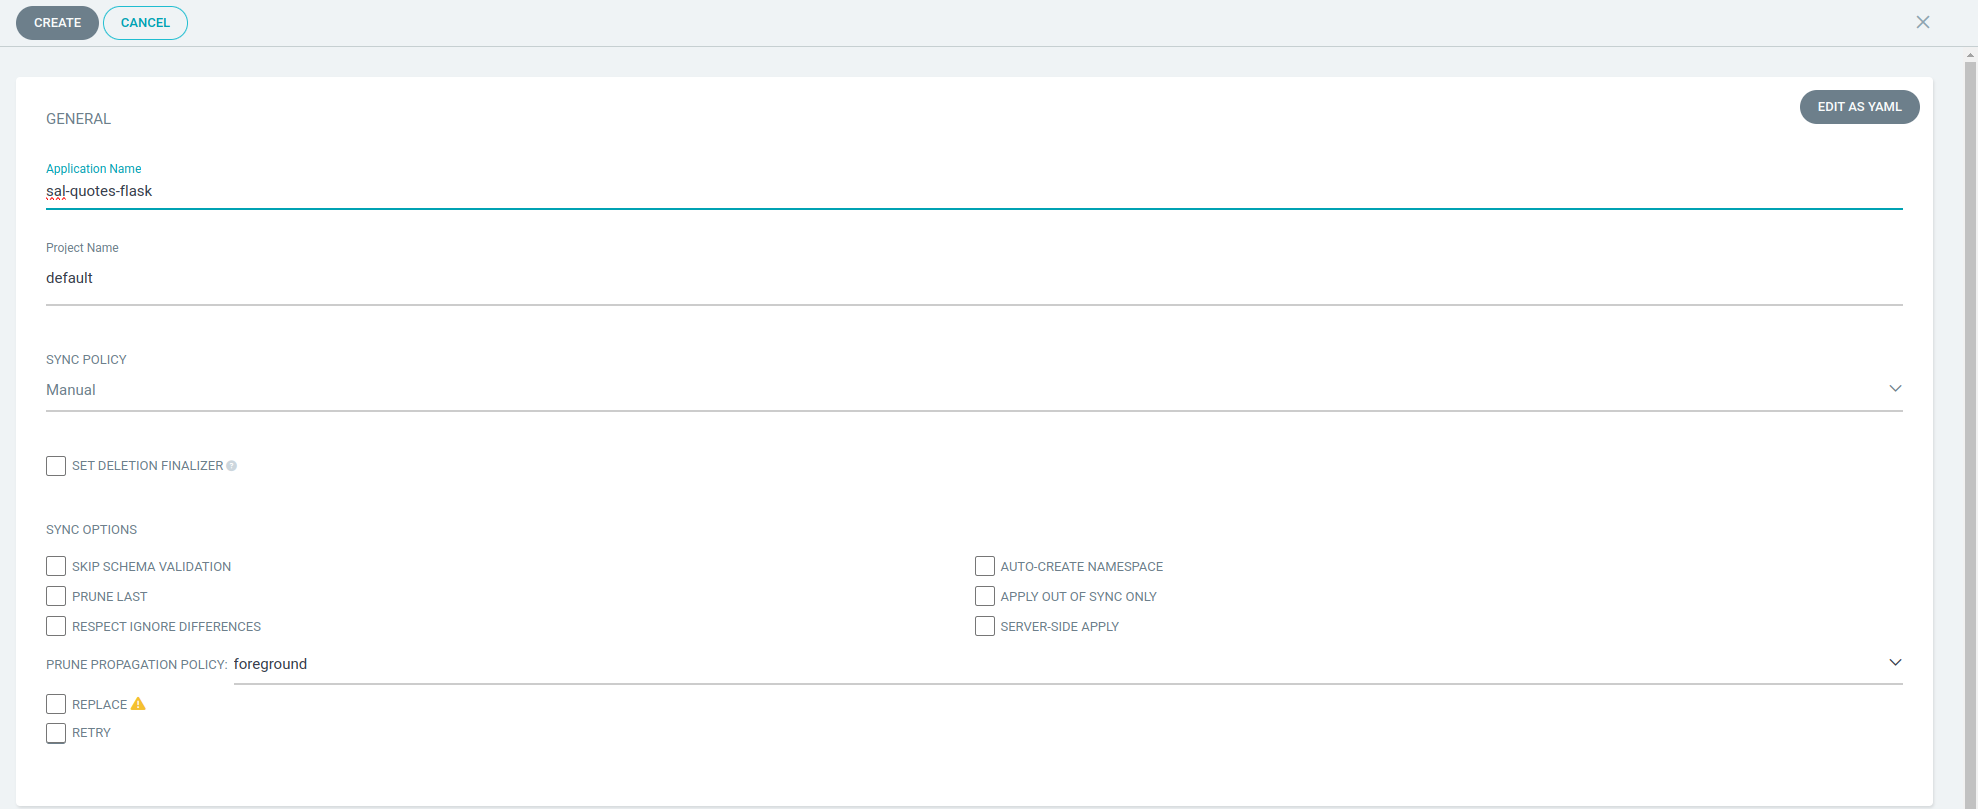 CREATE CANCEL
GENERAL
EDIT AS YAML
Application Name
sal-quotes-flask
Project Name
default
SYNC POLICY
Manual
SET DELETION FINALIZER ?
SYNC OPTIONS
SKIP SCHEMA VALIDATION
AUTO-CREATE NAMESPACE
PRUNE LAST
APPLY OUT OF SYNC ONLY
RESPECT IGNORE DIFFERENCES
SERVER-SIDE APPLY
PRUNE PROPAGATION POLICY: foreground
REPLACE
RETRY